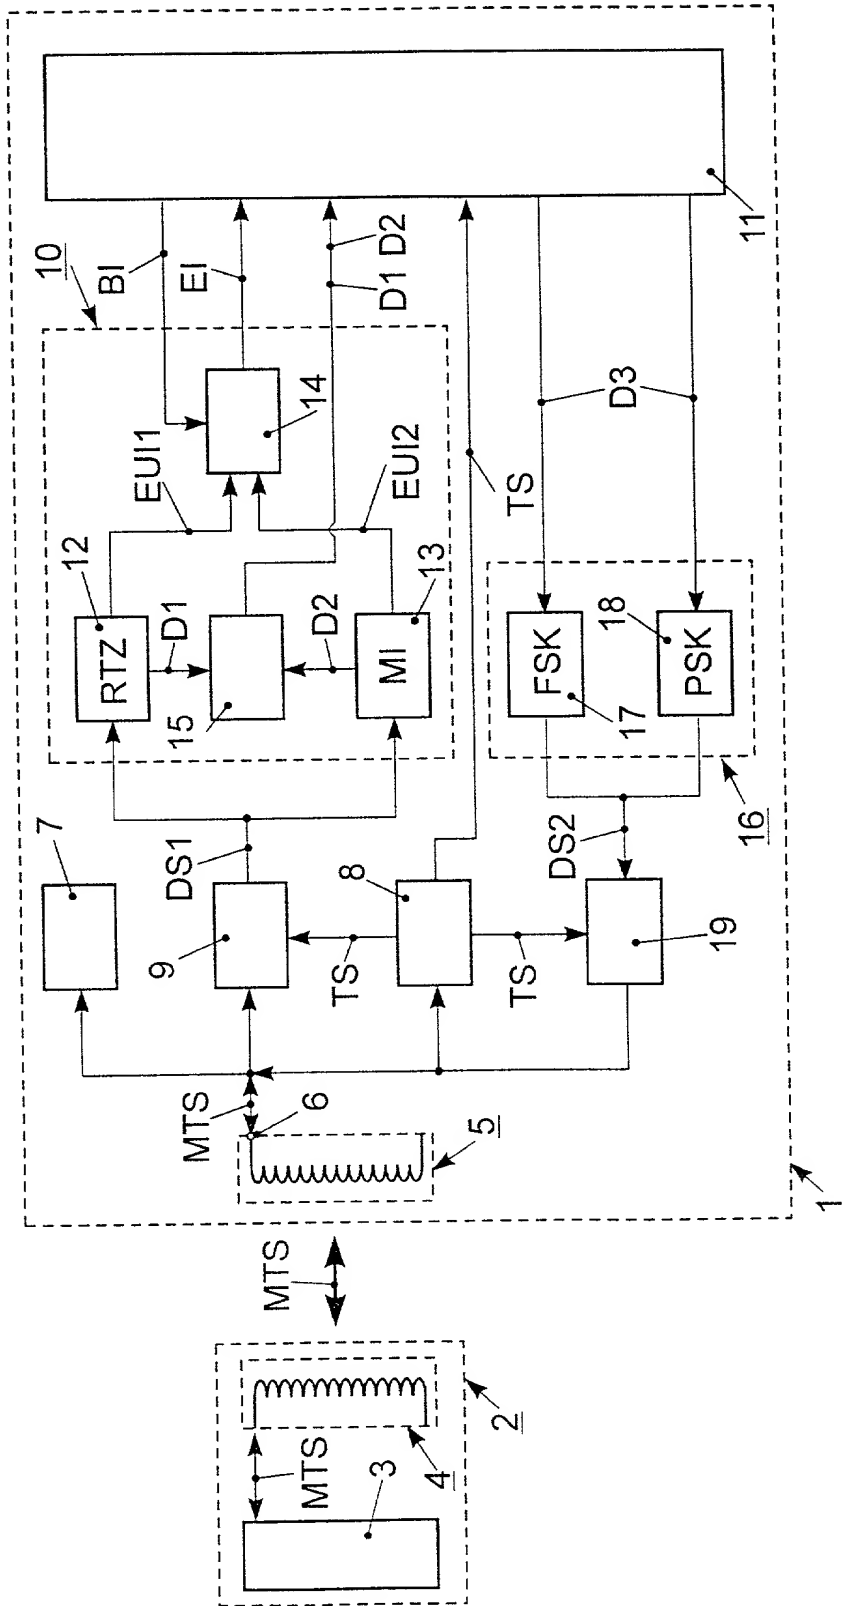 10
BI
EI
D1 D2
11
12
EUI1
14
EUI2
TS
D3
RTZ
D1
15
D2
MI
13
FSK
17
18
PSK
16
7
DS1
9
8
DS2
TS
TS
19
MTS
6
5
1
MTS
2
MTS
4
3